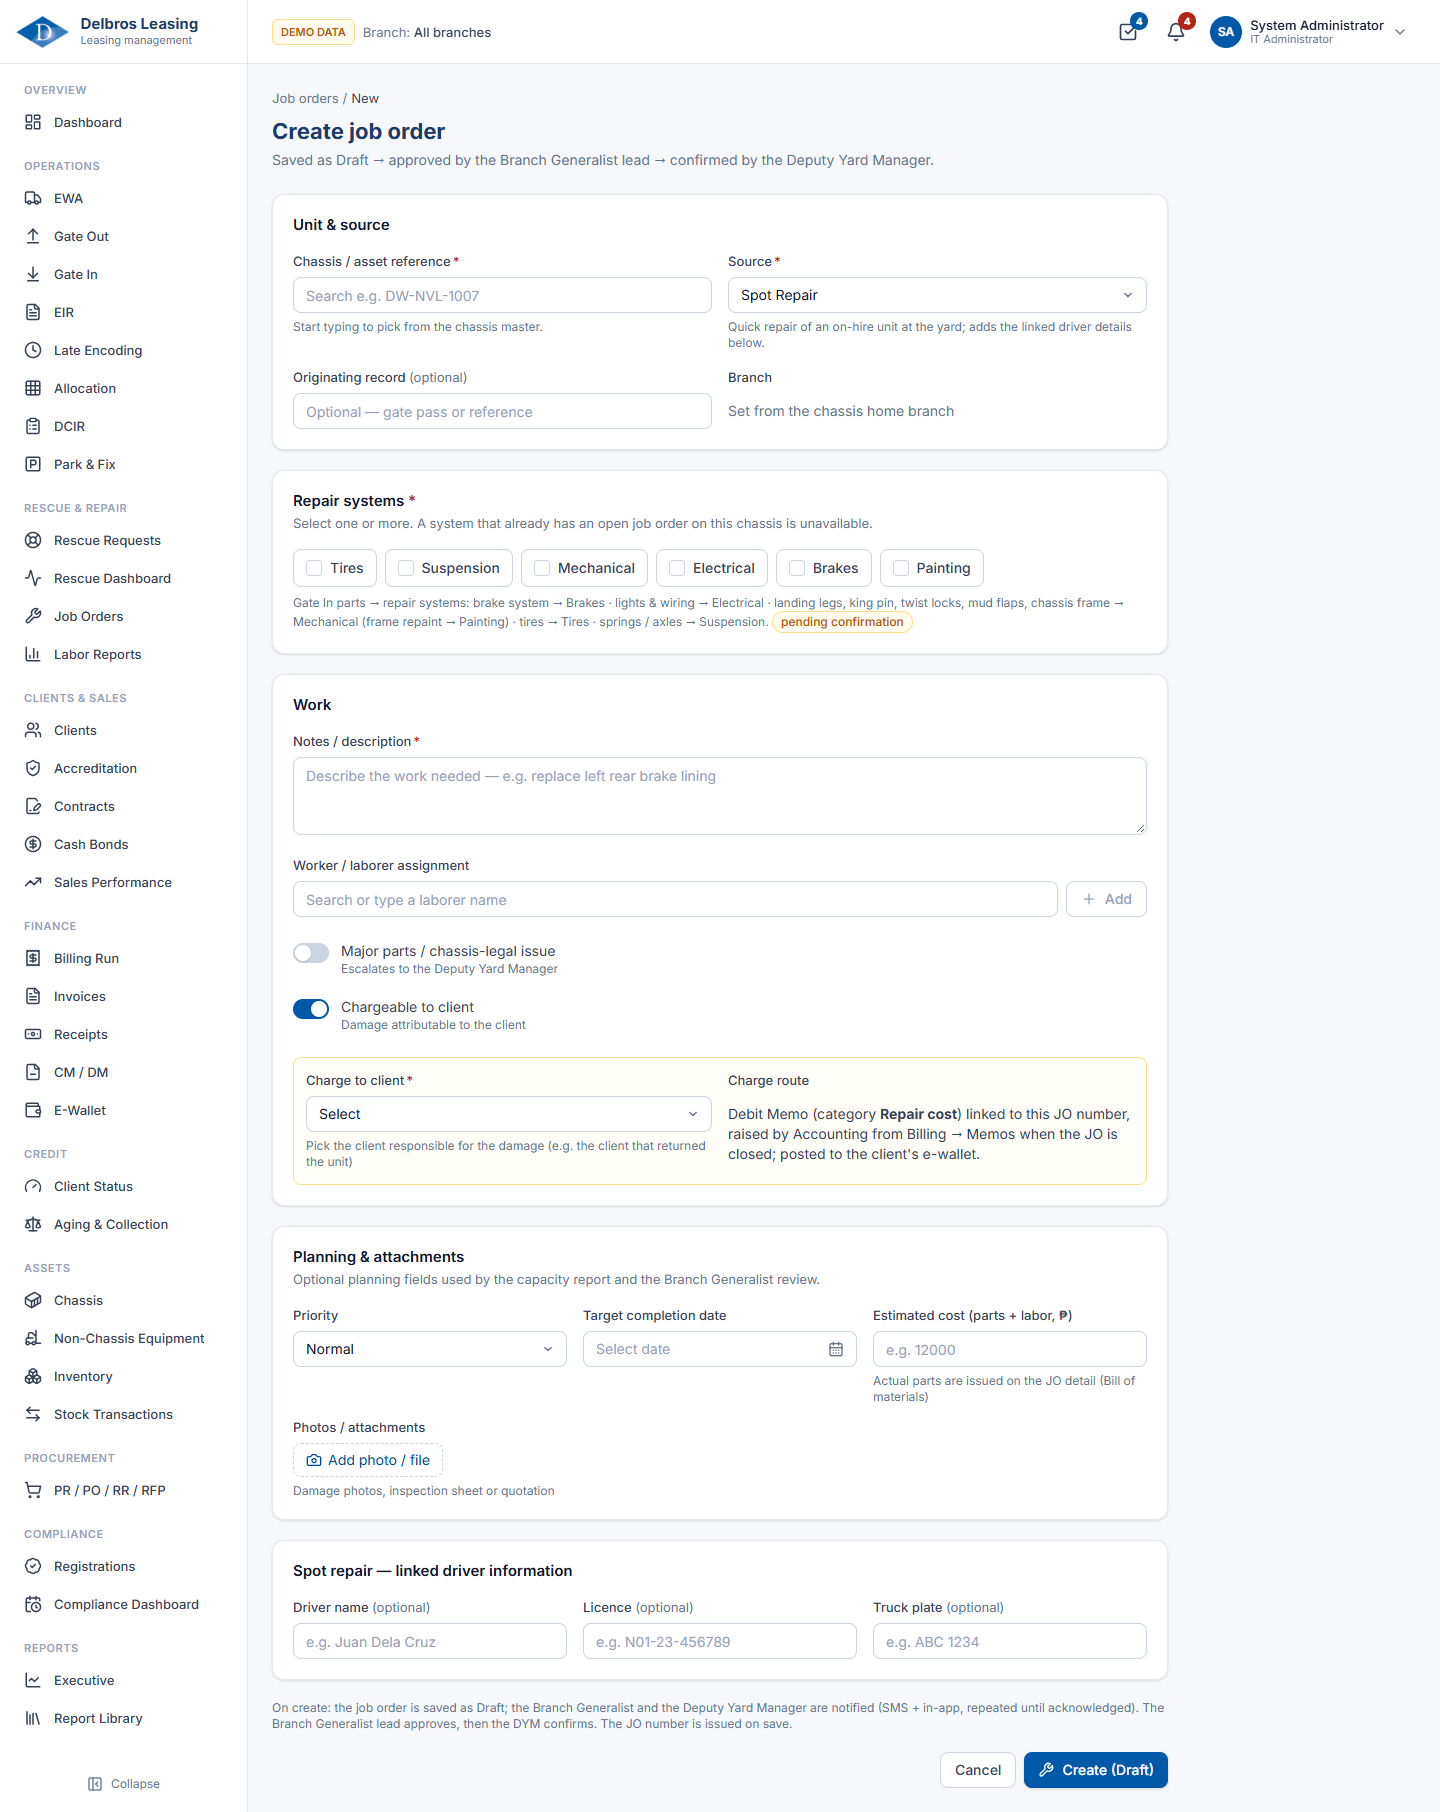 Delbros Leasing
Leasing management
DEMO DATA
Branch: All branches
4
4
SA
System Administrator
IT Administrator
OVERVIEW
Dashboard
OPERATIONS
EWA
Gate Out
Gate In
EIR
Late Encoding
Allocation
DCIR
Park & Fix
RESCUE & REPAIR
Rescue Requests
Rescue Dashboard
Job Orders
Labor Reports
CLIENTS & SALES
Clients
Accreditation
Contracts
Cash Bonds
Sales Performance
FINANCE
Billing Run
Invoices
Receipts
CM / DM
E-Wallet
CREDIT
Client Status
Aging & Collection
ASSETS
Chassis
Non-Chassis Equipment
Inventory
Stock Transactions
PROCUREMENT
PR / PO / RR / RFP
COMPLIANCE
Registrations
Compliance Dashboard
REPORTS
Executive
Report Library
Collapse
Job orders / New
Create job order
Saved as Draft → approved by the Branch Generalist lead → confirmed by the Deputy Yard Manager.
Unit & source
Chassis / asset reference *
Search e.g. DW-NVL-1007
Start typing to pick from the chassis master.
Source *
Spot Repair
Quick repair of an on-hire unit at the yard; adds the linked driver details
below.
Originating record (optional)
Optional — gate pass or reference
Branch
Set from the chassis home branch
Repair systems *
Select one or more. A system that already has an open job order on this chassis is unavailable.
Tires
Suspension
Mechanical
Electrical
Brakes
Painting
Gate In parts → repair systems: brake system → Brakes · lights & wiring → Electrical · landing legs, king pin, twist locks, mud flaps, chassis frame →
Mechanical (frame repaint → Painting) · tires → Tires · springs / axles → Suspension. pending confirmation
Work
Notes / description *
Describe the work needed — e.g. replace left rear brake lining
Worker / laborer assignment
Search or type a laborer name
Add
Major parts / chassis-legal issue
Escalates to the Deputy Yard Manager
Chargeable to client
Damage attributable to the client
Charge to client *
Select
Pick the client responsible for the damage (e.g. the client that returned
the unit)
Charge route
Debit Memo (category Repair cost) linked to this JO number,
raised by Accounting from Billing → Memos when the JO is
closed; posted to the client's e-wallet.
Planning & attachments
Optional planning fields used by the capacity report and the Branch Generalist review.
Priority
Normal
Target completion date
Select date
Estimated cost (parts + labor, ₱)
e.g. 12000
Actual parts are issued on the JO detail (Bill of
materials)
Photos / attachments
Add photo / file
Damage photos, inspection sheet or quotation
Spot repair — linked driver information
Driver name (optional)
e.g. Juan Dela Cruz
Licence (optional)
e.g. N01-23-456789
Truck plate (optional)
e.g. ABC 1234
On create: the job order is saved as Draft; the Branch Generalist and the Deputy Yard Manager are notified (SMS + in-app, repeated until acknowledged). The
Branch Generalist lead approves, then the DYM confirms. The JO number is issued on save.
Cancel
Create (Draft)